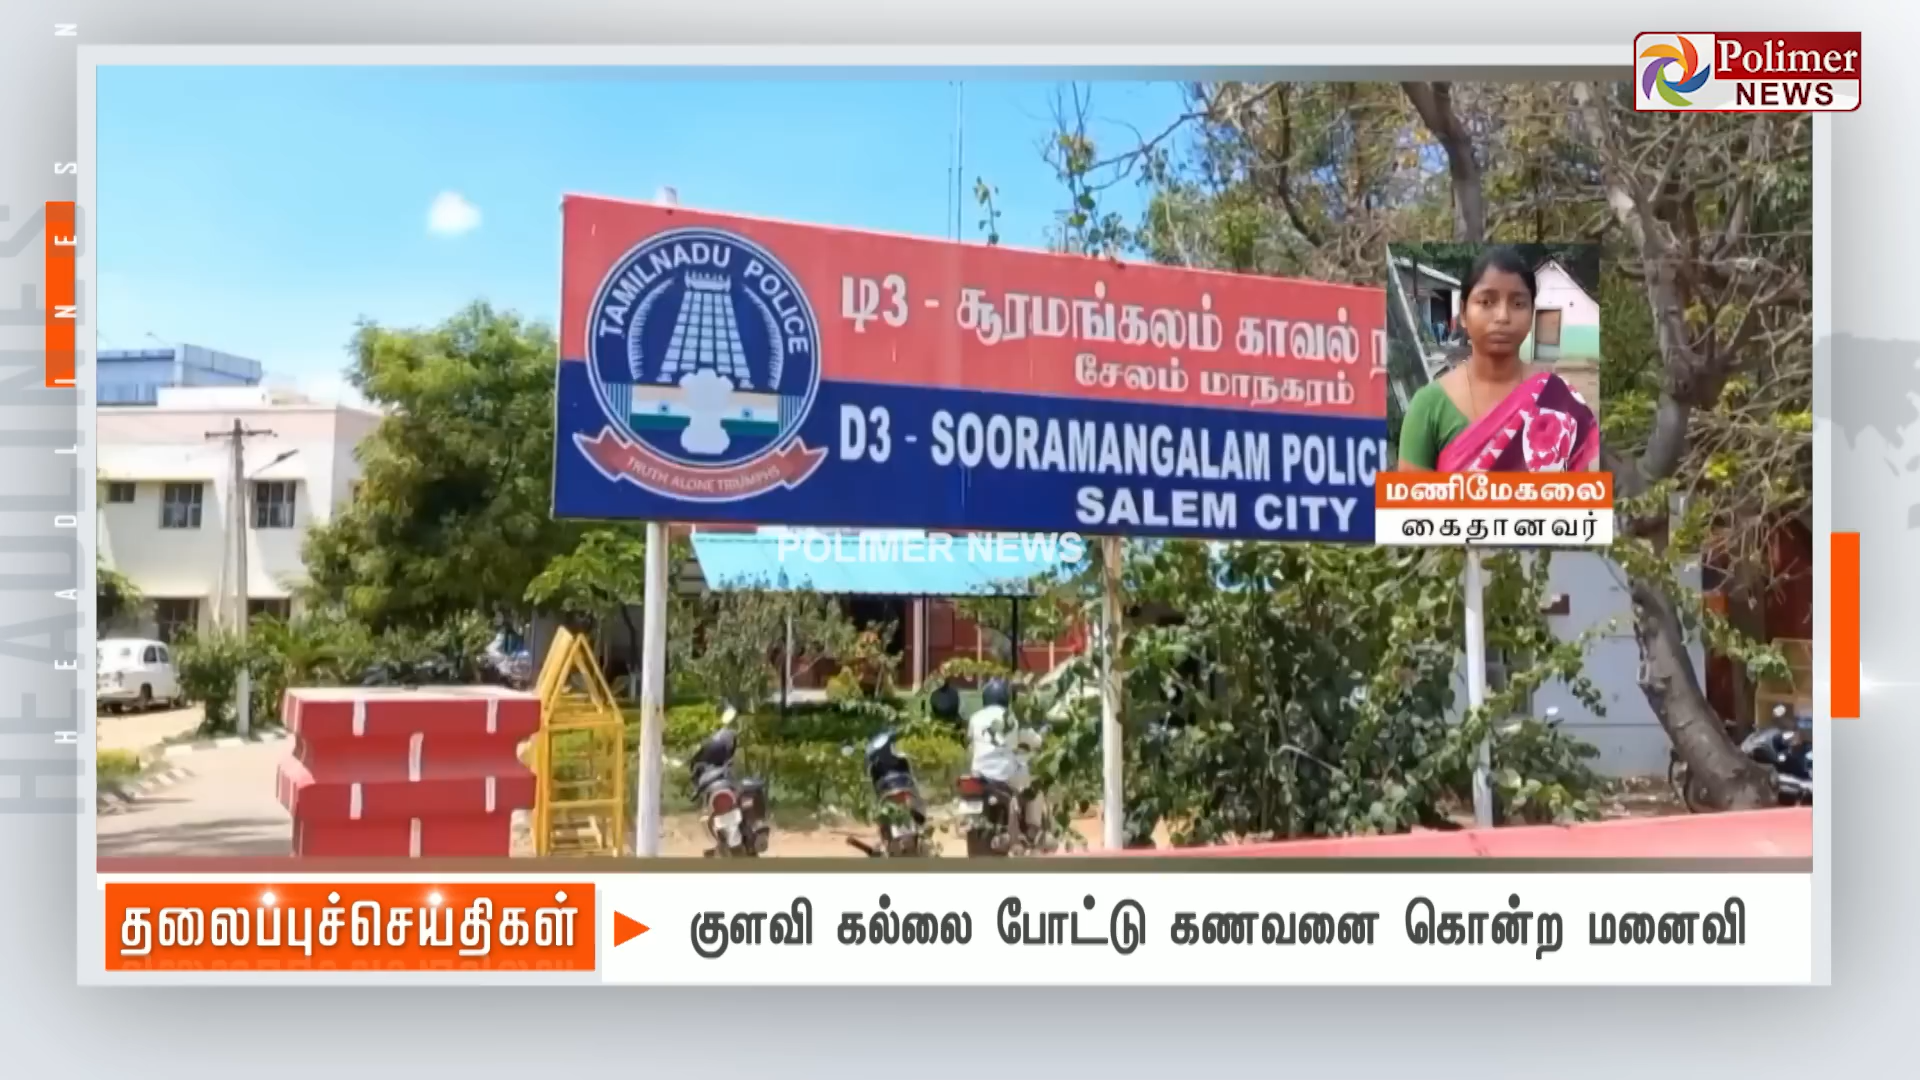 Polimer
NEWS
HEADLINES
HEADLINES N
TAMILNADU POLICE
TRUTH ALONE TRIUMPHS
டி3 - சூரமங்கலம் காவல்
சேலம் மாநகரம்
D3 - SOORAMANGALAM POLIC
SALEM CITY
மணிமேகலை
கைதானவர்
POLIMER NEWS
தலைப்புச்செய்திகள்
குளவி கல்லை போட்டு கணவனை கொன்ற மனைவி